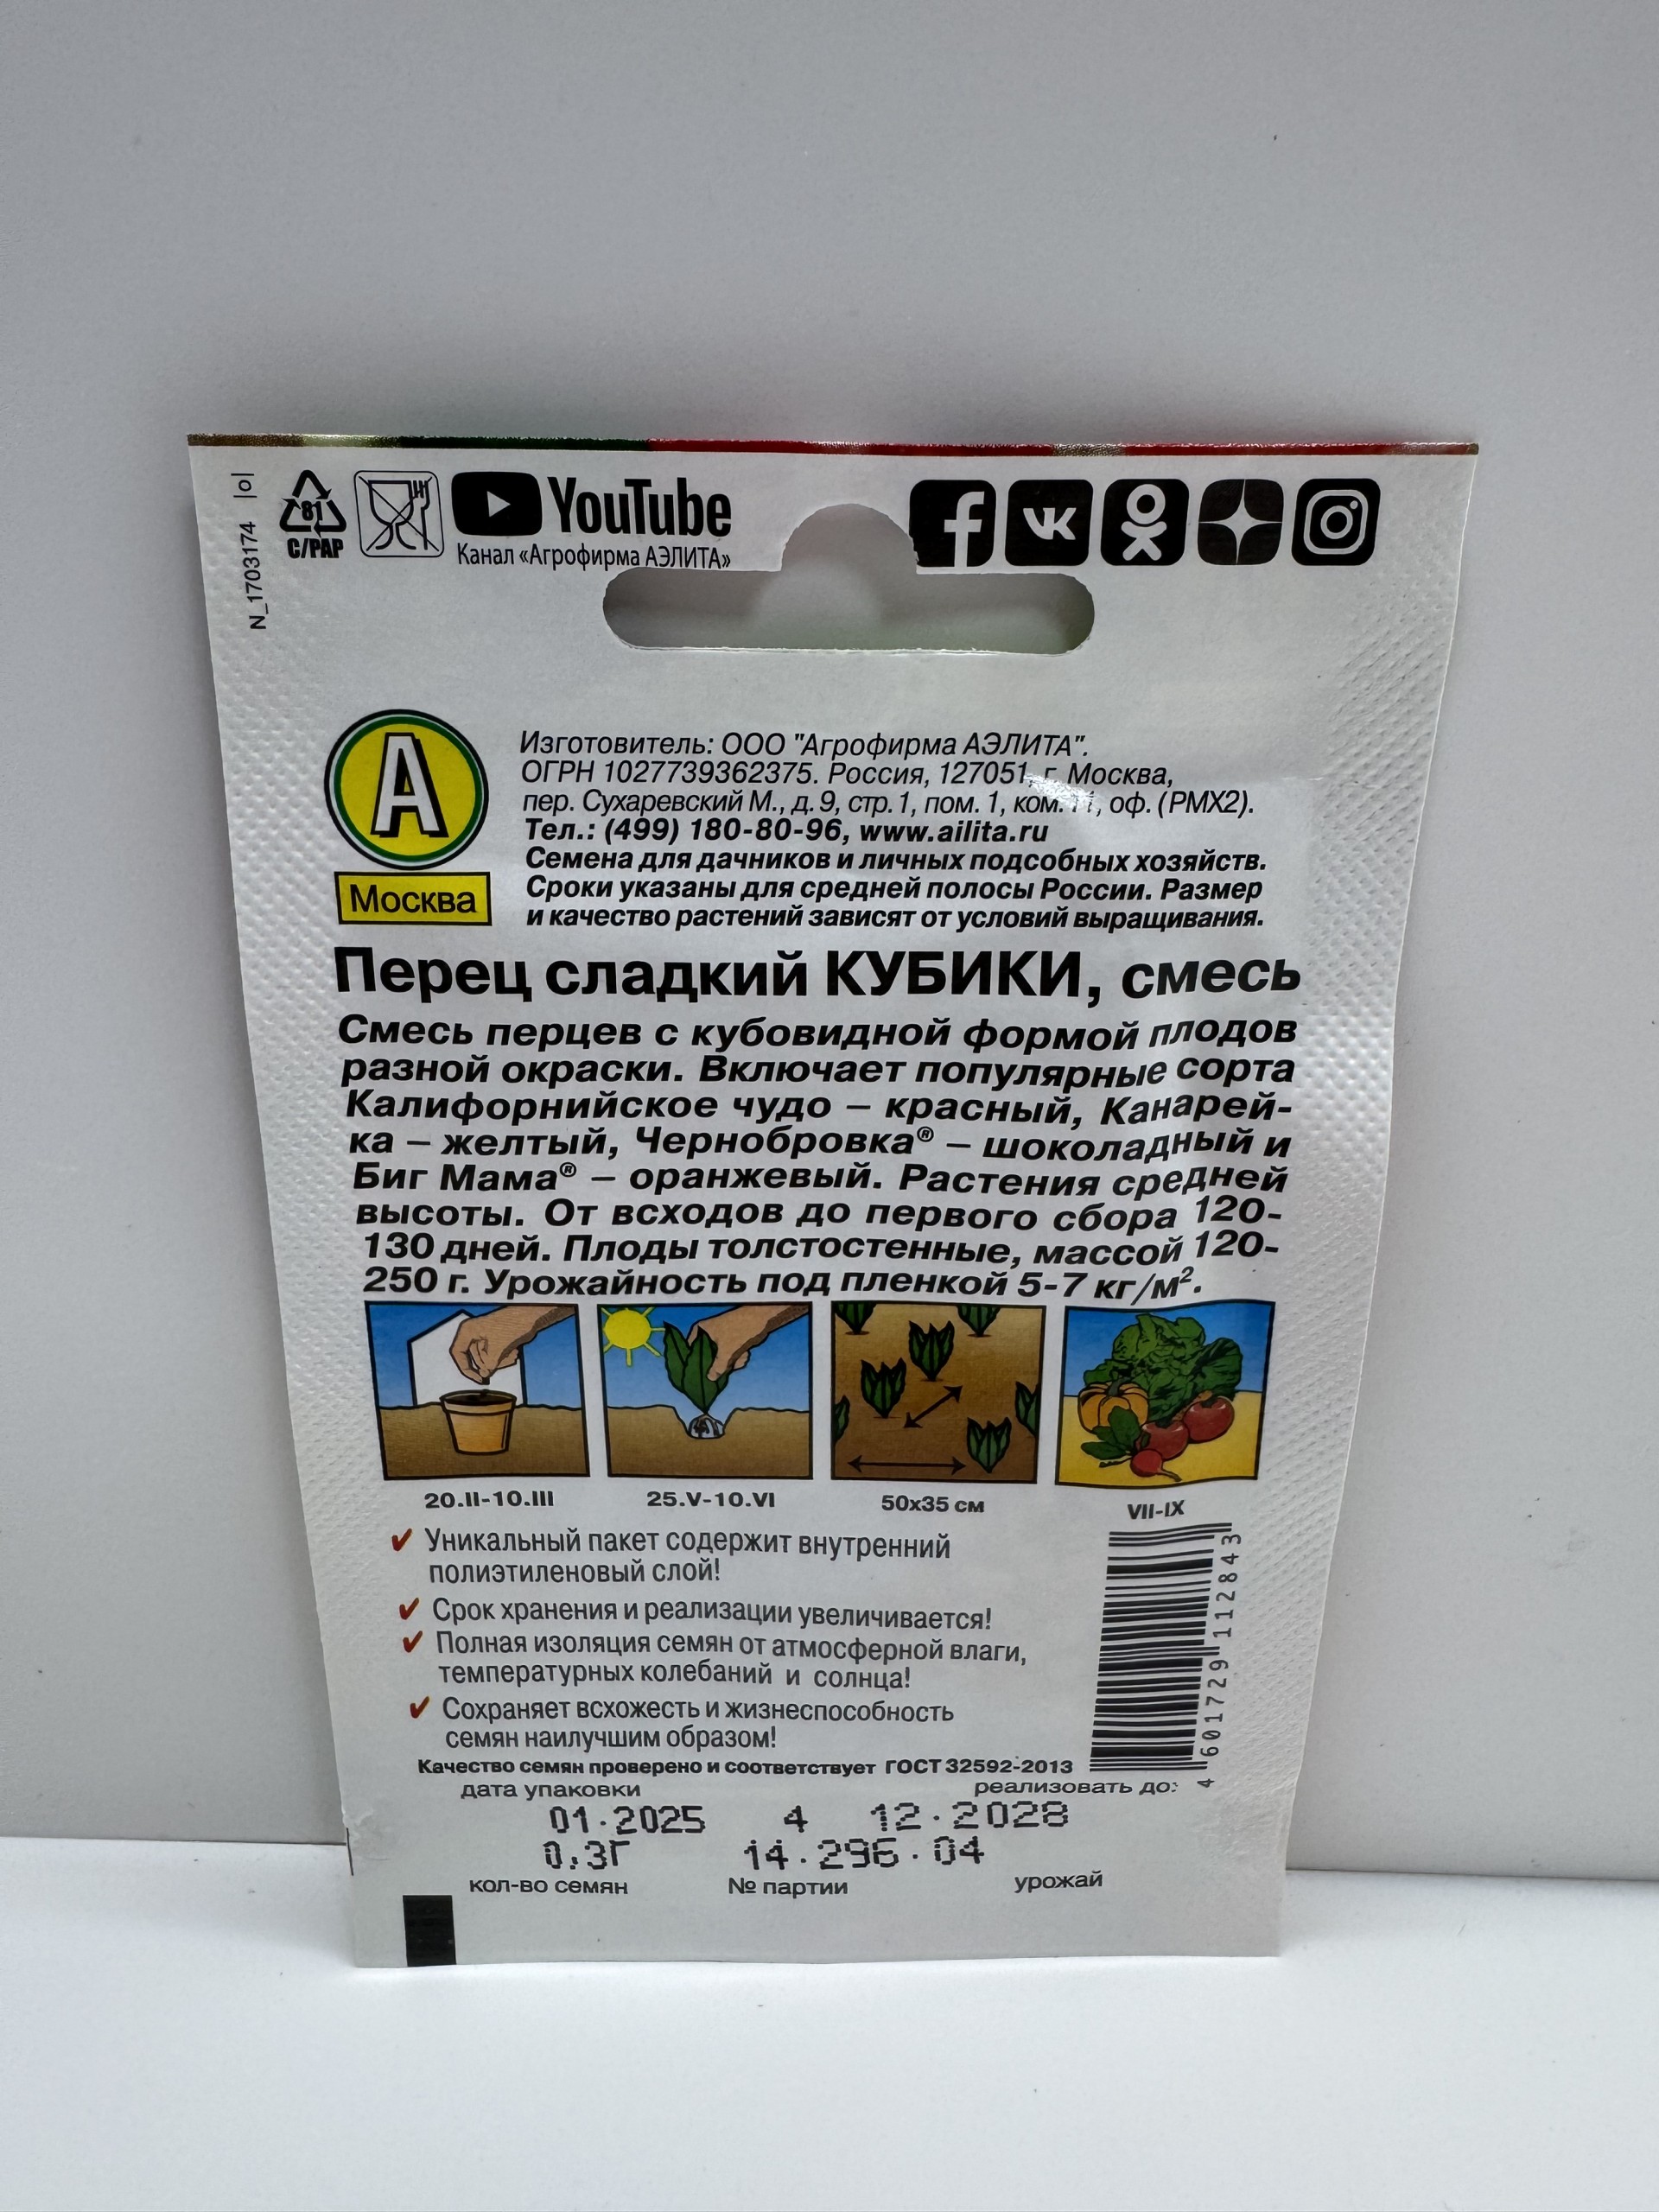 N_1703174 |o|
81
C/PAP
YouTube
Канал «Агрофирма АЭЛИТА»
А
Москва
Изготовитель: ООО "Агрофирма АЭЛИТА".
ОГРН 1027739362375. Россия, 127051, г. Москва,
пер. Сухаревский М., д. 9, стр. 1, пом. 1, ком. 11, оф. (РМХ2).
Тел.: (499) 180-80-96, www.ailita.ru
Семена для дачников и личных подсобных хозяйств.
Сроки указаны для средней полосы России. Размер
и качество растений зависят от условий выращивания.
Перец сладкий КУБИКИ, смесь
Смесь перцев с кубовидной формой плодов
разной окраски. Включает популярные сорта
Калифорнийское чудо – красный, Канарей-
ка – желтый, Чернобровка® – шоколадный и
Биг Мама® – оранжевый. Растения средней
высоты. От всходов до первого сбора 120-
130 дней. Плоды толстостенные, массой 120-
250 г. Урожайность под пленкой 5-7 кг/м².
20.II-10.III
25.V-10.VI
50x35 см
VII-IX
✔ Уникальный пакет содержит внутренний
полиэтиленовый слой!
✔ Срок хранения и реализации увеличивается!
✔ Полная изоляция семян от атмосферной влаги,
температурных колебаний и солнца!
✔ Сохраняет всхожесть и жизнеспособность
семян наилучшим образом!
4 601729 112843
Качество семян проверено и соответствует ГОСТ 32592-2013
дата упаковки реализовать до:
01.2025 4 12.2028
0,3Г 14.296.04
кол-во семян № партии урожай